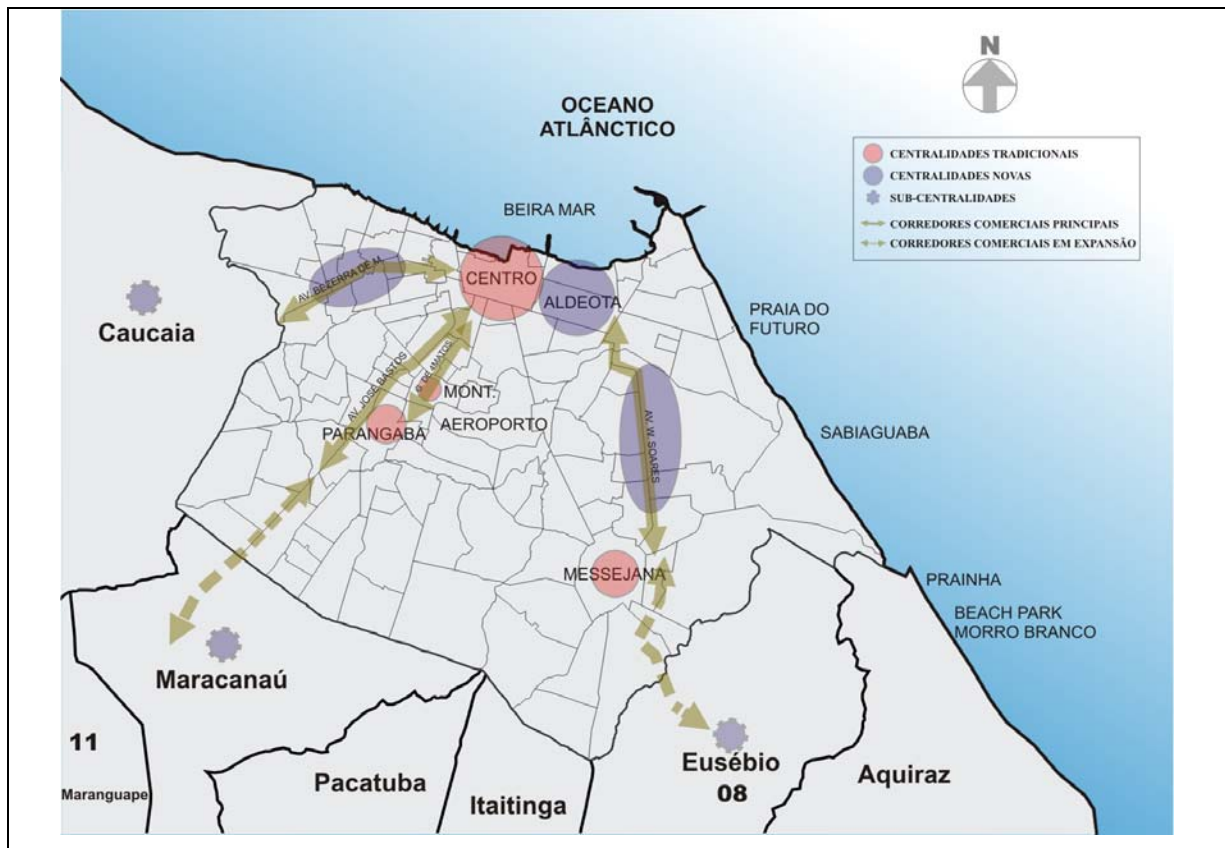 N
OCEANO
ATLÂNCTICO
CENTRALIDADES TRADICIONAIS
CENTRALIDADES NOVAS
SUB-CENTRALIDADES
CORREDORES COMERCIAIS PRINCIPAIS
CORREDORES COMERCIAIS EM EXPANSÃO
BEIRA MAR
AV. BEZERRA DE M.
CENTRO
ALDEOTA
PRAIA DO
FUTURO
Caucaia
AV. JOSÉ BASTOS
MONT.
PARANGABA
AEROPORTO
AV. W. SOARES
SABIAGUABA
MESSEJANA
PRAINHA
BEACH PARK
MORRO BRANCO
Maracanaú
11
Maranguape
Pacatuba
Itaitinga
Eusébio
08
Aquiraz